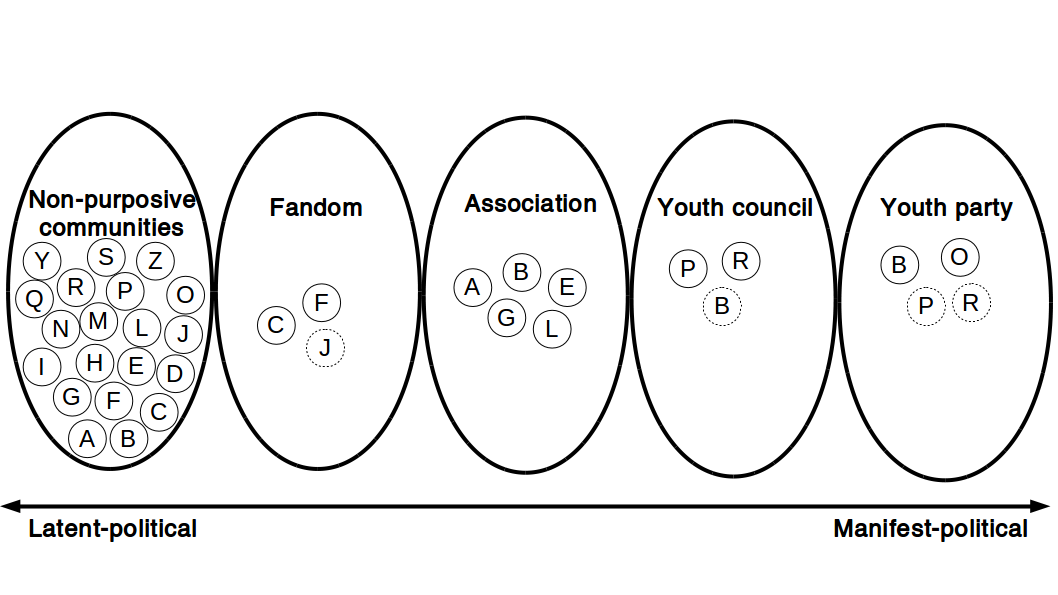 Non-purposive
communities
Y S Z
Q R P O
N M L J
I H E D
G F C
A B
Fandom
C F
J
Association
A B E
G L
Youth council
P R
B
Youth party
B O
P R
Latent-political
Manifest-political